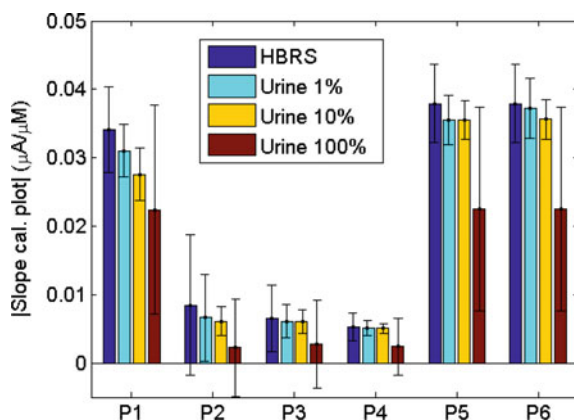 |Slope cal. plot| (μA/μM)
0.05
0.04
0.03
0.02
0.01
0
HBRS
Urine 1%
Urine 10%
Urine 100%
P1 P2 P3 P4 P5 P6